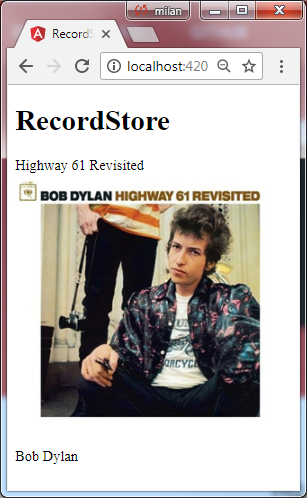 milan
RecordS
localhost:420
RecordStore
Highway 61 Revisited
BOB DYLAN HIGHWAY 61 REVISITED
Bob Dylan